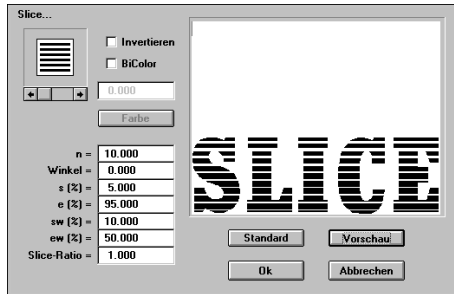 Slice...
Invertieren
BiColor
0.000
Farbe
n = 10.000
Winkel = 0.000
s (%) = 5.000
e (%) = 95.000
sw (%) = 10.000
ew (%) = 50.000
Slice-Ratio = 1.000
SLICE
Standard Vorschau
Ok Abbrechen